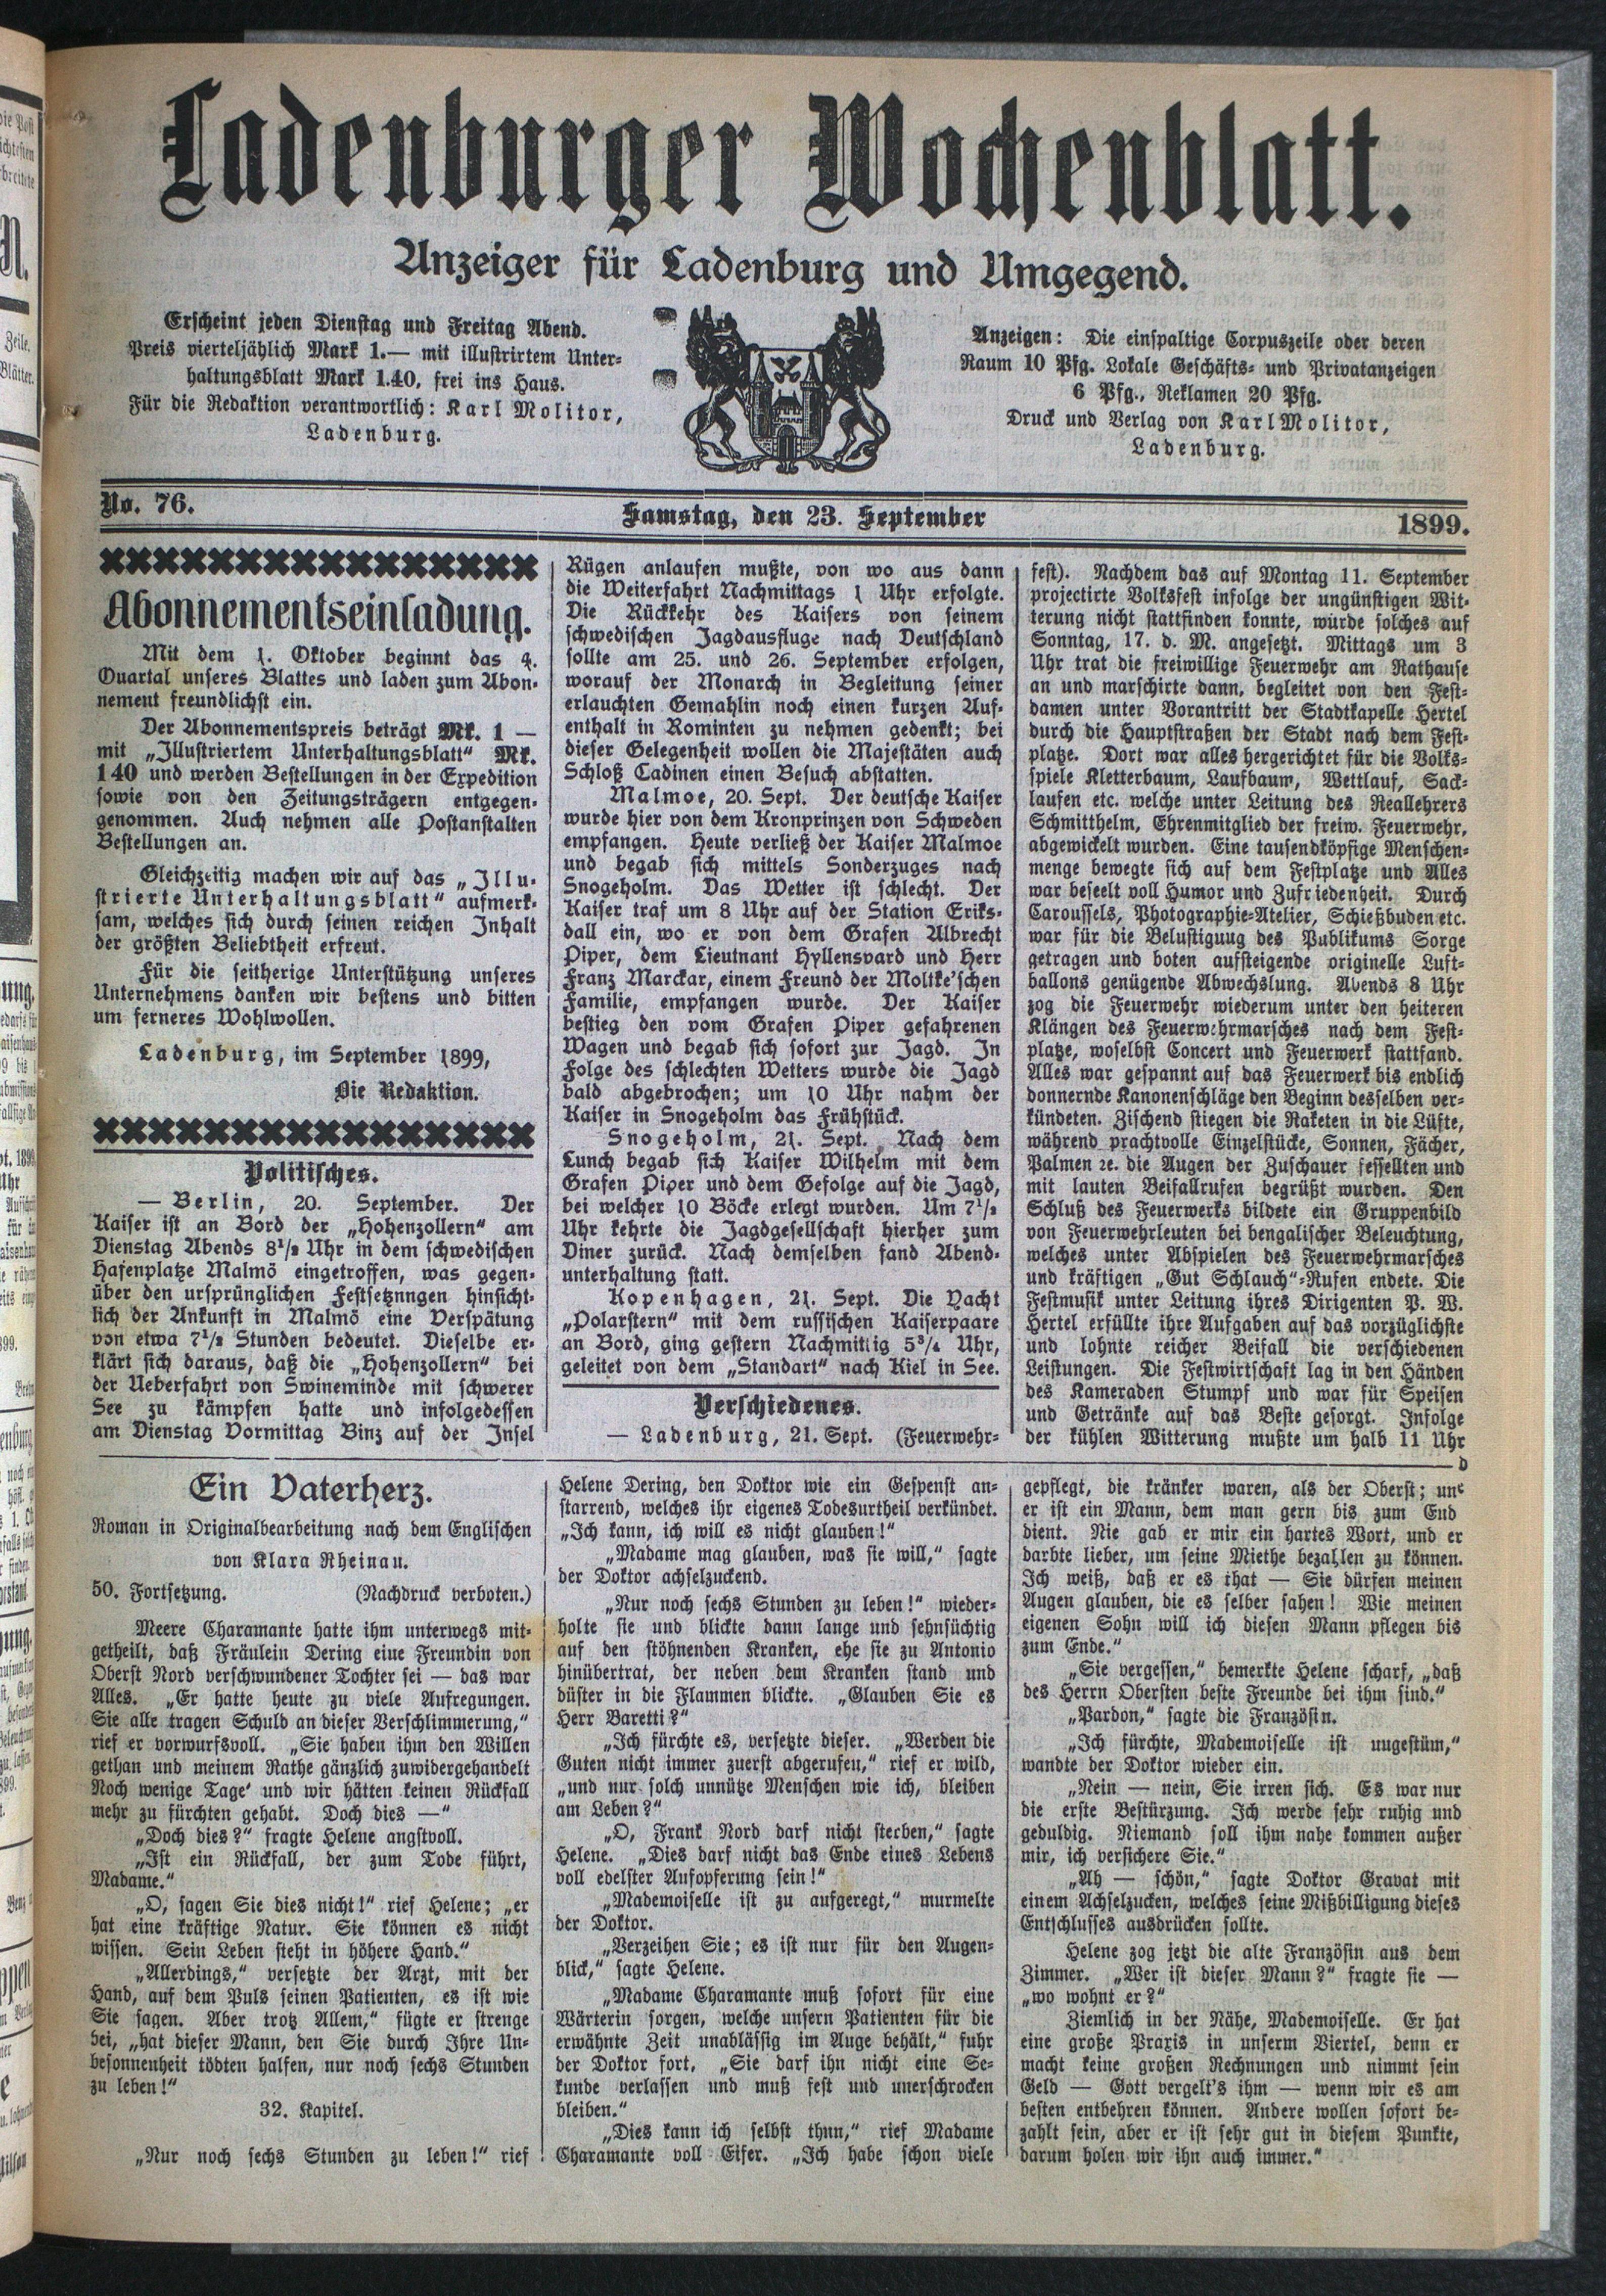 Ladenburger Wochenblatt.
Anzeiger für Ladenburg und Umgegend.
Erscheint jeden Dienstag und Freitag Abend.
Preis vierteljählich Mark 1.— mit illustrirtem Unter-
haltungsblatt Mark 1.40, frei ins Haus.
Für die Redaktion verantwortlich: Karl Molitor,
Ladenburg.
Anzeigen: Die einspaltige Corpuszeile oder deren
Raum 10 Pfg. Lokale Geschäfts- und Privatanzeigen
6 Pfg., Reklamen 20 Pfg.
Druck und Verlag von Karl Molitor,
Ladenburg.
No. 76.
Samstag, den 23. September
1899.
Abonnementseinladung.
Mit dem 1. Oktober beginnt das 4.
Quartal unseres Blattes und laden zum Abon-
nement freundlichst ein.
Der Abonnementspreis beträgt Mk. 1 —
mit „Illustriertem Unterhaltungsblatt“ Mk.
1 40 und werden Bestellungen in der Expedition
sowie von den Zeitungsträgern entgegen-
genommen. Auch nehmen alle Postanstalten
Bestellungen an.
Gleichzeitig machen wir auf das „Illu-
strierte Unterhaltungsblatt“ aufmerk-
sam, welches sich durch seinen reichen Inhalt
der größten Beliebtheit erfreut.
Für die seitherige Unterstützung unseres
Unternehmens danken wir bestens und bitten
um ferneres Wohlwollen.
Ladenburg, im September 1899,
Die Redaktion.
Politisches.
— Berlin, 20. September. Der
Kaiser ist an Bord der „Hohenzollern“ am
Dienstag Abends 8½ Uhr in dem schwedischen
Hafenplatze Malmö eingetroffen, was gegen-
über den ursprünglichen Festsetznngen hinsicht-
lich der Ankunft in Malmö eine Verspätung
von etwa 7½ Stunden bedeutet. Dieselbe er-
klärt sich daraus, daß die „Hohenzollern“ bei
der Ueberfahrt von Swineminde mit schwerer
See zu kämpfen hatte und infolgedessen
am Dienstag Vormittag Binz auf der Insel
Rügen anlaufen mußte, von wo aus dann
die Weiterfahrt Nachmittags 1 Uhr erfolgte.
Die Rückkehr des Kaisers von seinem
schwedischen Jagdausfluge nach Deutschland
sollte am 25. und 26. September erfolgen,
worauf der Monarch in Begleitung seiner
erlauchten Gemahlin noch einen kurzen Auf-
enthalt in Rominten zu nehmen gedenkt; bei
dieser Gelegenheit wollen die Majestäten auch
Schloß Cadinen einen Besuch abstatten.
Malmoe, 20. Sept. Der deutsche Kaiser
wurde hier von dem Kronprinzen von Schweden
empfangen. Heute verließ der Kaiser Malmoe
und begab sich mittels Sonderzuges nach
Snogeholm. Das Wetter ist schlecht. Der
Kaiser traf um 8 Uhr auf der Station Eriks-
dall ein, wo er von dem Grafen Albrecht
Piper, dem Lieutnant Hyllensvard und Herr
Franz Marckar, einem Freund der Moltke'schen
Familie, empfangen wurde. Der Kaiser
bestieg den vom Grafen Piper gefahrenen
Wagen und begab sich sofort zur Jagd. In
Folge des schlechten Wetters wurde die Jagd
bald abgebrochen; um 10 Uhr nahm der
Kaiser in Snogeholm das Frühstück.
Snogeholm, 21. Sept. Nach dem
Lunch begab sich Kaiser Wilhelm mit dem
Grafen Piper und dem Gefolge auf die Jagd,
bei welcher 10 Böcke erlegt wurden. Um 7½
Uhr kehrte die Jagdgesellschaft hierher zum
Diner zurück. Nach demselben fand Abend-
unterhaltung statt.
Kopenhagen, 21. Sept. Die Yacht
„Polarstern“ mit dem russischen Kaiserpaare
an Bord, ging gestern Nachmittig 5¾ Uhr,
geleitet von dem „Standart“ nach Kiel in See.
Verschiedenes.
— Ladenburg, 21. Sept. (Feuerwehr-
fest). Nachdem das auf Montag 11. September
projectirte Volksfest infolge der ungünstigen Wit-
terung nicht stattfinden konnte, würde solches auf
Sonntag, 17. d. M. angesetzt. Mittags um 3
Uhr trat die freiwillige Feuerwehr am Rathause
an und marschirte dann, begleitet von den Fest-
damen unter Vorantritt der Stadtkapelle Hertel
durch die Hauptstraßen der Stadt nach dem Fest-
platze. Dort war alles hergerichtet für die Volks-
spiele Kletterbaum, Laufbaum, Wettlauf, Sack-
laufen etc. welche unter Leitung des Reallehrers
Schmitthelm, Ehrenmitglied der freiw. Feuerwehr,
abgewickelt wurden. Eine tausendköpfige Menschen-
menge bewegte sich auf dem Festplatze und Alles
war beseelt voll Humor und Zufriedenheit. Durch
Caroussels, Photographie-Atelier, Schießbuden etc.
war für die Belustiguug des Publikums Sorge
getragen und boten aufsteigende originelle Luft-
ballons genügende Abwechslung. Abends 8 Uhr
zog die Feuerwehr wiederum unter den heiteren
Klängen des Feuerwehrmarsches nach dem Fest-
platze, woselbst Concert und Feuerwerk stattfand.
Alles war gespannt auf das Feuerwerk bis endlich
donnernde Kanonenschläge den Beginn desselben ver-
kündeten. Zischend stiegen die Raketen in die Lüfte,
während prachtvolle Einzelstücke, Sonnen, Fächer,
Palmen ꝛe. die Augen der Zuschauer fessellten und
mit lauten Beifallrufen begrüßt wurden. Den
Schluß des Feuerwerks bildete ein Gruppenbild
von Feuerwehrleuten bei bengalischer Beleuchtung,
welches unter Abspielen des Feuerwehrmarsches
und kräftigen „Gut Schlauch“-Rufen endete. Die
Festmusik unter Leitung ihres Dirigenten P. W.
Hertel erfüllte ihre Aufgaben auf das vorzüglichste
und lohnte reicher Beifall die verschiedenen
Leistungen. Die Festwirtschaft lag in den Händen
des Kameraden Stumpf und war für Speisen
und Getränke auf das Beste gesorgt. Infolge
der kühlen Witterung mußte um halb 11 Uhr
Ein Vaterherz.
Roman in Originalbearbeitung nach dem Englischen
von Klara Rheinau.
50. Fortsetzung. (Nachdruck verboten.)
Meere Charamante hatte ihm unterwegs mit-
getheilt, daß Fräulein Dering eine Freundin von
Oberst Nord verschwundener Tochter sei — das war
Alles. „Er hatte heute zu viele Aufregungen.
Sie alle tragen Schuld an dieser Verschlimmerung,“
rief er vorwurfsvoll. „Sie haben ihm den Willen
gethan und meinem Rathe gänzlich zuwidergehandelt
Noch wenige Tage' und wir hätten keinen Rückfall
mehr zu fürchten gehabt. Doch dies —“
„Doch dies?“ fragte Helene angstvoll.
„Ist ein Rückfall, der zum Tode führt,
Madame.“
„O, sagen Sie dies nicht!“ rief Helene; „er
hat eine kräftige Natur. Sie können es nicht
wissen. Sein Leben steht in höhere Hand.“
„Allerdings,“ versetzte der Arzt, mit der
Hand, auf dem Puls seinen Patienten, es ist wie
Sie sagen. Aber trotz Allem,“ fügte er strenge
bei, „hat dieser Mann, den Sie durch Ihre Un-
besonnenheit tödten halfen, nur noch sechs Stunden
zu leben!“
32. Kapitel.
„Nur noch sechs Stunden zu leben!“ rief
Helene Dering, den Doktor wie ein Gespenst an-
starrend, welches ihr eigenes Todesurtheil verkündet.
„Ich kann, ich will es nicht glauben!“
„Madame mag glauben, was sie will,“ sagte
der Doktor achselzuckend.
„Nur noch sechs Stunden zu leben!“ wieder-
holte sie und blickte dann lange und sehnsüchtig
auf den stöhnenden Kranken, ehe sie zu Antonio
hinübertrat, der neben dem Kranken stand und
düster in die Flammen blickte. „Glauben Sie es
Herr Baretti?“
„Ich fürchte es, versetzte dieser. „Werden die
Guten nicht immer zuerst abgerufen,“ rief er wild,
„und nur solch unnütze Menschen wie ich, bleiben
am Leben?“
„O, Frank Nord darf nicht sterben,“ sagte
Helene. „Dies darf nicht das Ende eines Lebens
voll edelster Aufopferung sein!“
„Mademoiselle ist zu aufgeregt,“ murmelte
der Doktor.
„Verzeihen Sie; es ist nur für den Augen-
blick,“ sagte Helene.
„Madame Charamante muß sofort für eine
Wärterin sorgen, welche unsern Patienten für die
erwähnte Zeit unablässig im Auge behält,“ fuhr
der Doktor fort, „Sie darf ihn nicht eine Se-
kunde verlassen und muß fest und unerschrocken
bleiben.“
„Dies kann ich selbst thnn,“ rief Madame
Charamante voll Eifer. „Ich habe schon viele
gepflegt, die kränker waren, als der Oberst; und
er ist ein Mann, dem man gern bis zum End
dient. Nie gab er mir ein hartes Wort, und er
darbte lieber, um seine Miethe bezahlen zu können.
Ich weiß, daß er es that — Sie dürfen meinen
Augen glauben, die es selber sahen! Wie meinen
eigenen Sohn will ich diesen Mann pflegen bis
zum Ende.“
„Sie vergessen,“ bemerkte Helene scharf, „daß
des Herrn Obersten beste Freunde bei ihm sind.“
„Pardon,“ sagte die Französin.
„Ich fürchte, Mademoiselle ist ungestüm,“
wandte der Doktor wieder ein.
„Nein — nein, Sie irren sich. Es war nur
die erste Bestürzung. Ich werde sehr ruhig und
geduldig. Niemand soll ihm nahe kommen außer
mir, ich versichere Sie.“
„Ah — schön,“ sagte Doktor Gravat mit
einem Achselzucken, welches seine Mißbilligung dieses
Entschlusses ausdrücken sollte.
Helene zog jetzt die alte Französin aus dem
Zimmer. „Wer ist dieser Mann?“ fragte sie —
„wo wohnt er?“
Ziemlich in der Nähe, Mademoiselle. Er hat
eine große Praxis in unserm Viertel, denn er
macht keine großen Rechnungen und nimmt sein
Geld — Gott vergelt's ihm — wenn wir es am
besten entbehren können. Andere wollen sofort be-
zahlt sein, aber er ist sehr gut in diesem Punkte,
darum holen wir ihn auch immer.“